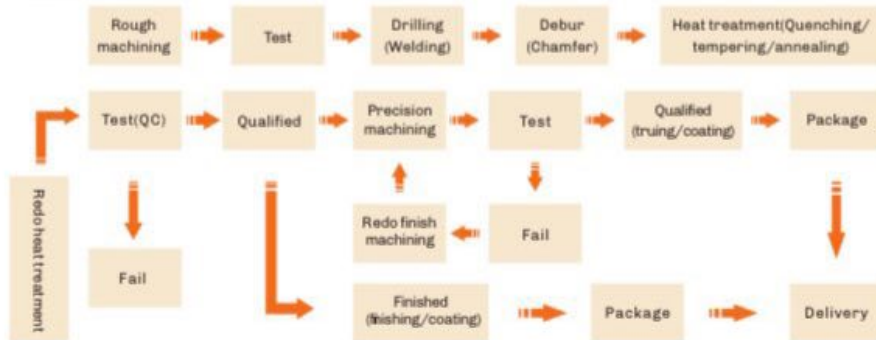 Rough
machining
Test
Drilling
(Welding)
Debur
(Chamfer)
Heat treatment(Quenching/
tempering/annealing)
Test(QC)
Qualified
Precision
machining
Test
Qualified
(truing/coating)
Package
Redo heat treatment
Fail
Redo finish
machining
Fail
Finished
(finishing/coating)
Package
Delivery